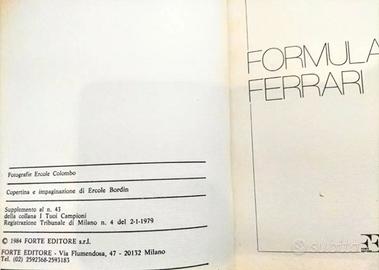 Fotografie Ercole Colombo
Copertina e impaginazione di Ercole Bordin
Supplemento al n. 43
della collana I Tuoi Campioni
Registrazione Tribunale di Milano n. 4 del 2-1-1979
© 1984 FORTE EDITORE s.r.l.
FORTE EDITORE - Via Flumendosa, 47 - 20132 Milano
Tel. (02) 2592368-2593183
FORMULA
FERRARI
subito